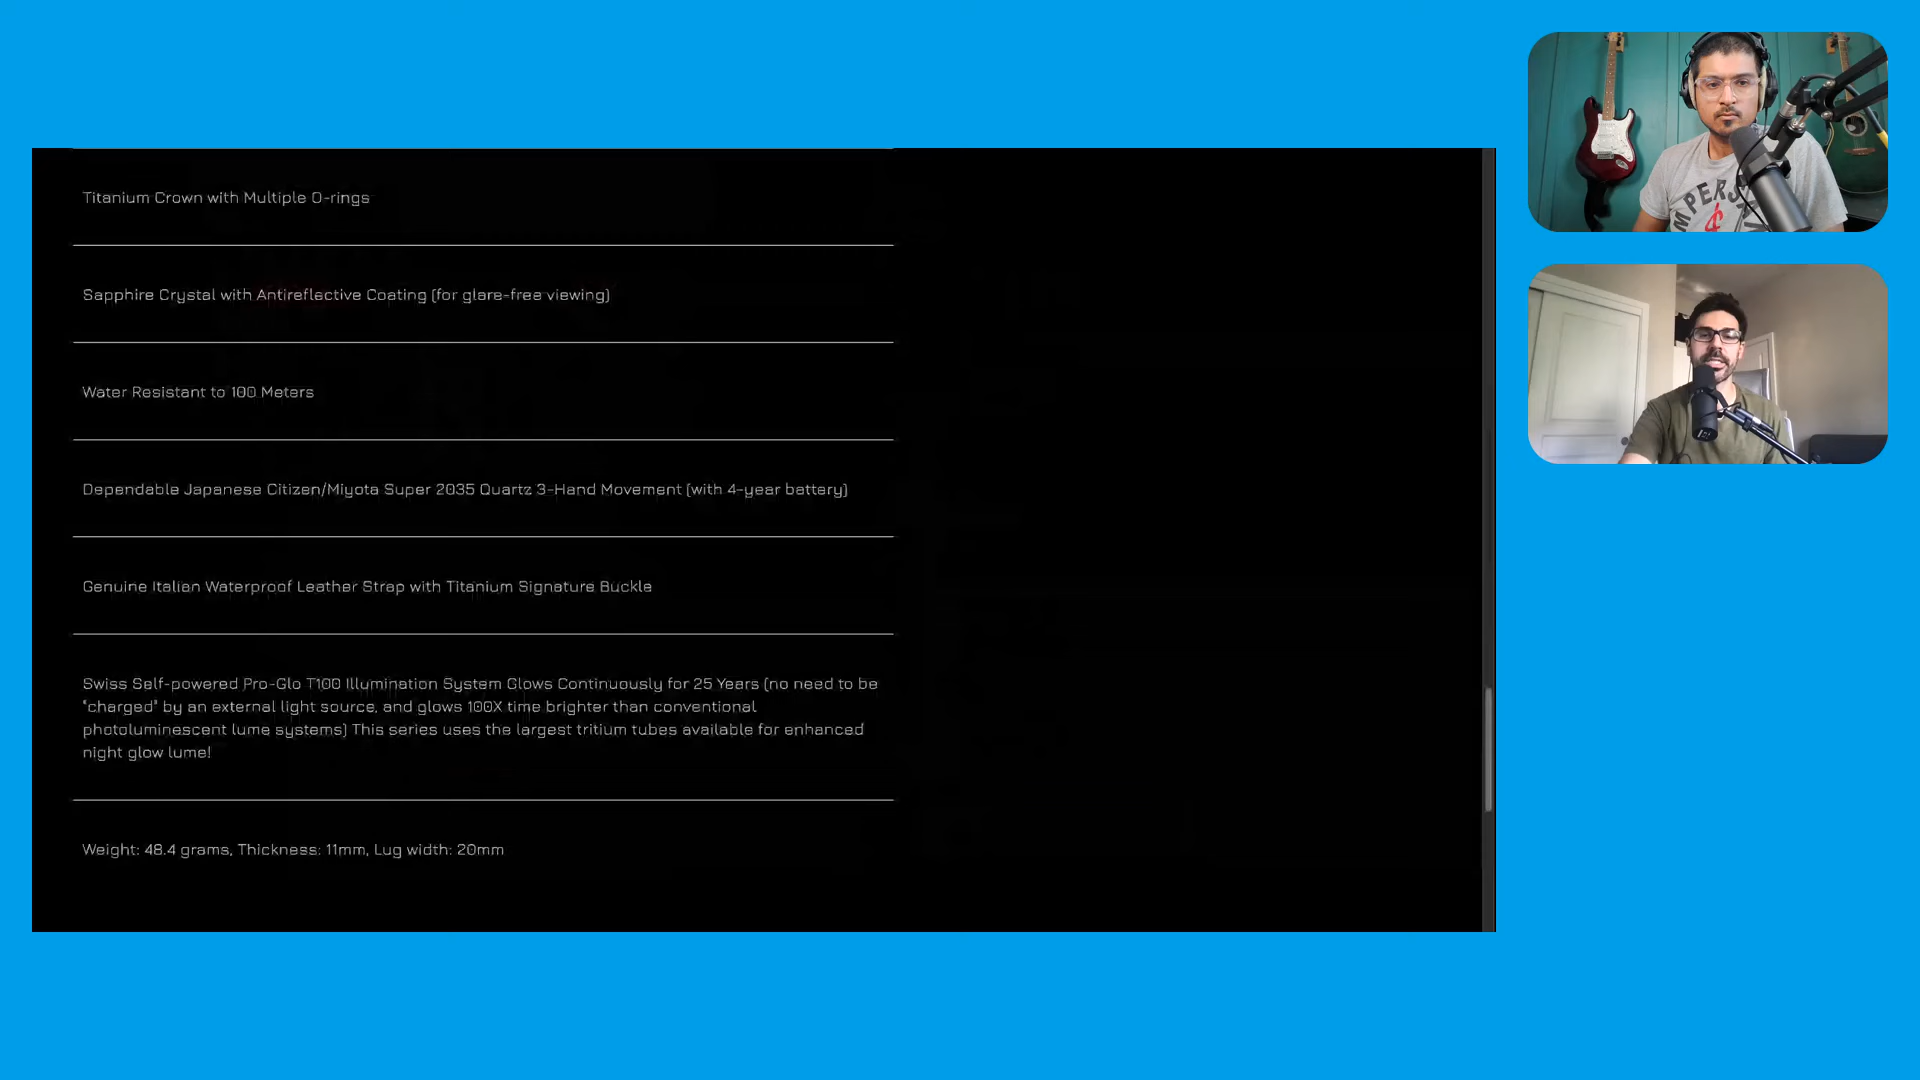 Titanium Crown with Multiple O-rings
Sapphire Crystal with Antireflective Coating (for glare-free viewing)
Water Resistant to 100 Meters
Dependable Japanese Citizen/Miyota Super 2035 Quartz 3-Hand Movement (with 4-year battery)
Genuine Italian Waterproof Leather Strap with Titanium Signature Buckle
Swiss Self-powered Pro-Glo T100 Illumination System Glows Continuously for 25 Years (no need to be
"charged" by an external light source, and glows 100X time brighter than conventional
photoluminescent lume systems) This series uses the largest tritium tubes available for enhanced
night glow lume!
Weight: 48.4 grams, Thickness: 11mm, Lug width: 20mm